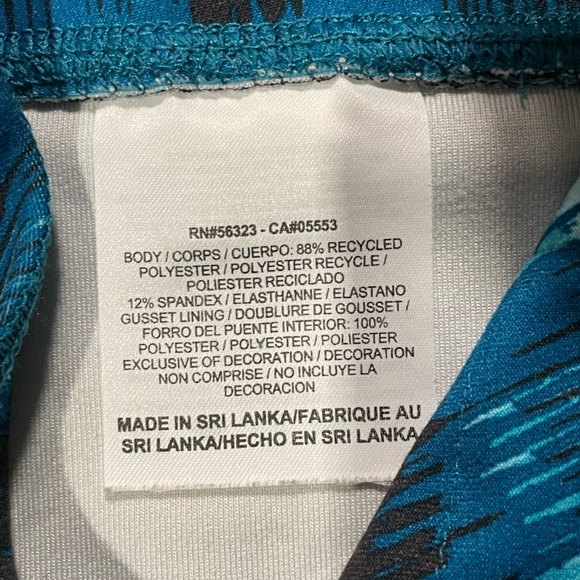 RN#56323 - CA#05553
BODY / CORPS / CUERPO: 88% RECYCLED
POLYESTER / POLYESTER RECYCLE /
POLIESTER RECICLADO
12% SPANDEX / ELASTHANNE / ELASTANO
GUSSET LINING / DOUBLURE DE GOUSSET /
FORRO DEL PUENTE INTERIOR: 100%
POLYESTER / POLYESTER / POLIESTER
EXCLUSIVE OF DECORATION / DECORATION
NON COMPRISE / NO INCLUYE LA
DECORACION
MADE IN SRI LANKA/FABRIQUE AU
SRI LANKA/HECHO EN SRI LANKA